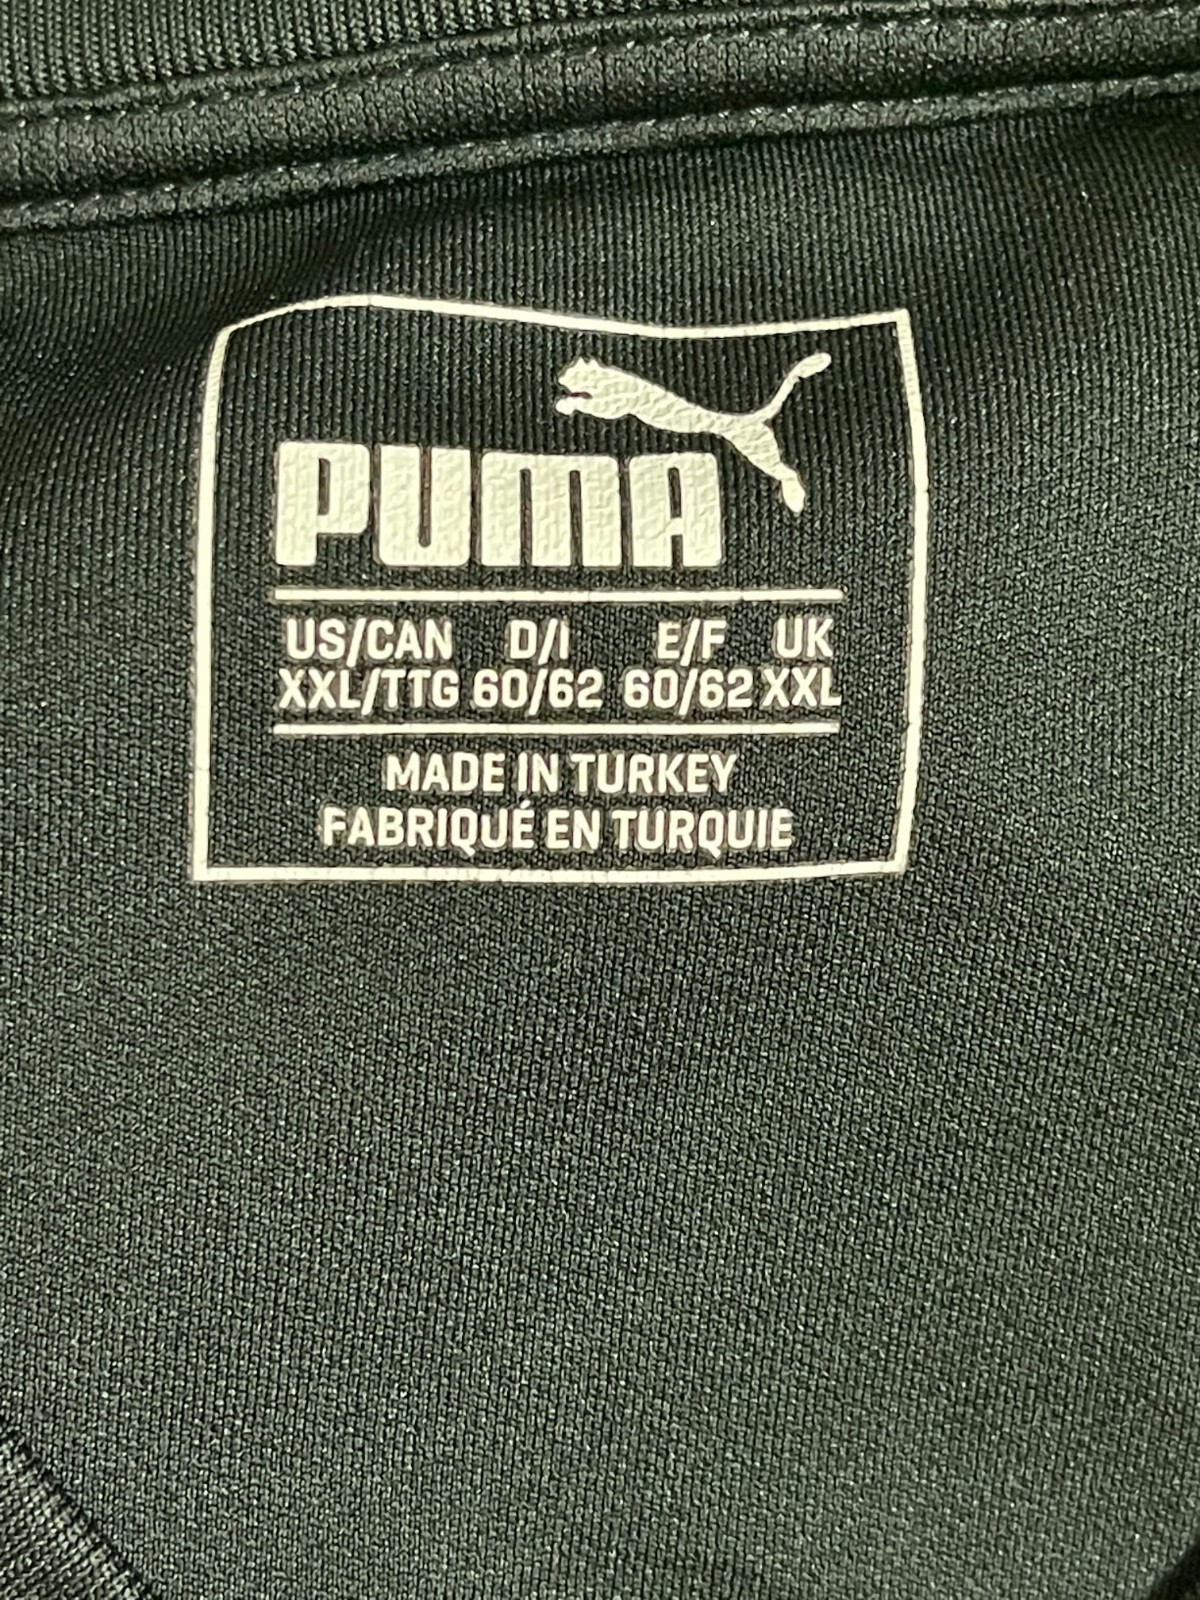 PUMA
US/CAN D/I E/F UK
XXL/TTG 60/62 60/62 XXL
MADE IN TURKEY
FABRIQUÉ EN TURQUIE